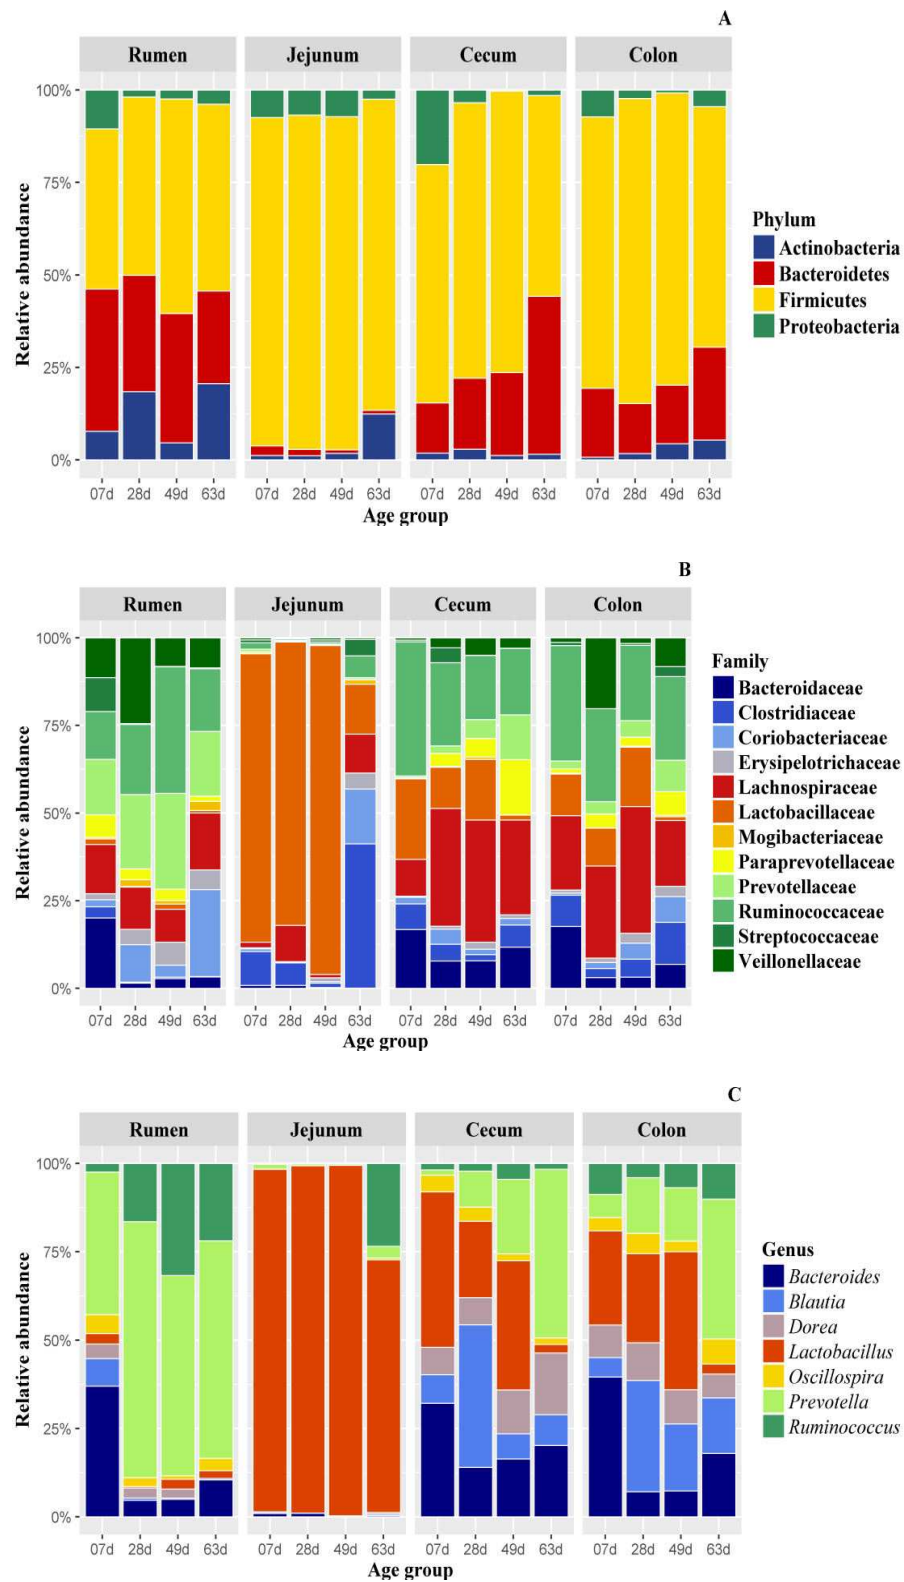 A
Rumen Jejunum Cecum Colon
100%
75%
50%
25%
0%
Relative abundance
07d 28d 49d 63d 07d 28d 49d 63d 07d 28d 49d 63d 07d 28d 49d 63d
Age group
Phylum
Actinobacteria
Bacteroidetes
Firmicutes
Proteobacteria
B
Rumen Jejunum Cecum Colon
100%
75%
50%
25%
0%
Relative abundance
07d 28d 49d 63d 07d 28d 49d 63d 07d 28d 49d 63d 07d 28d 49d 63d
Age group
Family
Bacteroidaceae
Clostridiaceae
Coriobacteriaceae
Erysipelotrichaceae
Lachnospiraceae
Lactobacillaceae
Mogibacteriaceae
Paraprevotellaceae
Prevotellaceae
Ruminococcaceae
Streptococcaceae
Veillonellaceae
C
Rumen Jejunum Cecum Colon
100%
75%
50%
25%
0%
Relative abundance
07d 28d 49d 63d 07d 28d 49d 63d 07d 28d 49d 63d 07d 28d 49d 63d
Age group
Genus
Bacteroides
Blautia
Dorea
Lactobacillus
Oscillospira
Prevotella
Ruminococcus